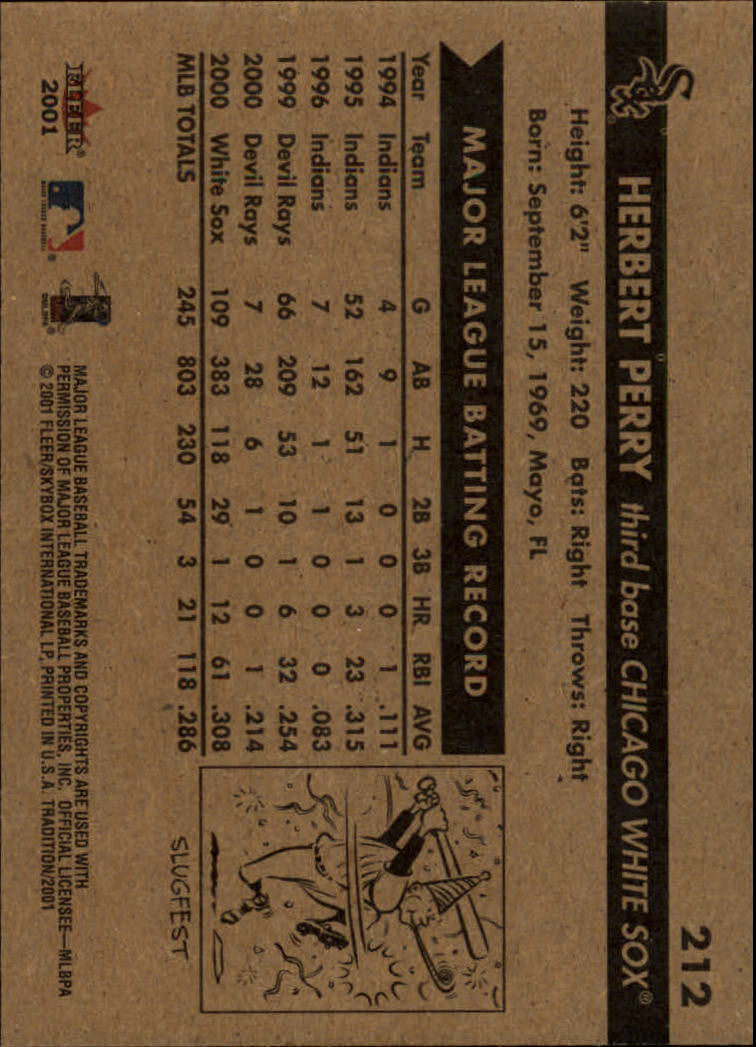 212
HERBERT PERRY third base CHICAGO WHITE SOX®
Height: 6'2" Weight: 220 Bats: Right Throws: Right
Born: September 15, 1969, Mayo, FL
MAJOR LEAGUE BATTING RECORD
Year Team G AB H 2B 3B HR RBI AVG
1994 Indians 4 9 1 0 0 0 1 .111
1995 Indians 52 162 51 13 1 3 23 .315
1996 Indians 7 12 1 1 0 0 0 .083
1999 Devil Rays 66 209 53 10 1 6 32 .254
2000 Devil Rays 7 28 6 1 0 0 1 .214
2000 White Sox 109 383 118 29 1 12 61 .308
MLB TOTALS 245 803 230 54 3 21 118 .286
SLUGFEST
FLEER®
2001
MAJOR LEAGUE BASEBALL TRADEMARKS AND COPYRIGHTS ARE USED WITH
PERMISSION OF MAJOR LEAGUE BASEBALL PROPERTIES, INC. OFFICIAL LICENSEE—MLBPA
© 2001 FLEER/SKYBOX INTERNATIONAL LP, PRINTED IN U.S.A. TRADITION/2001